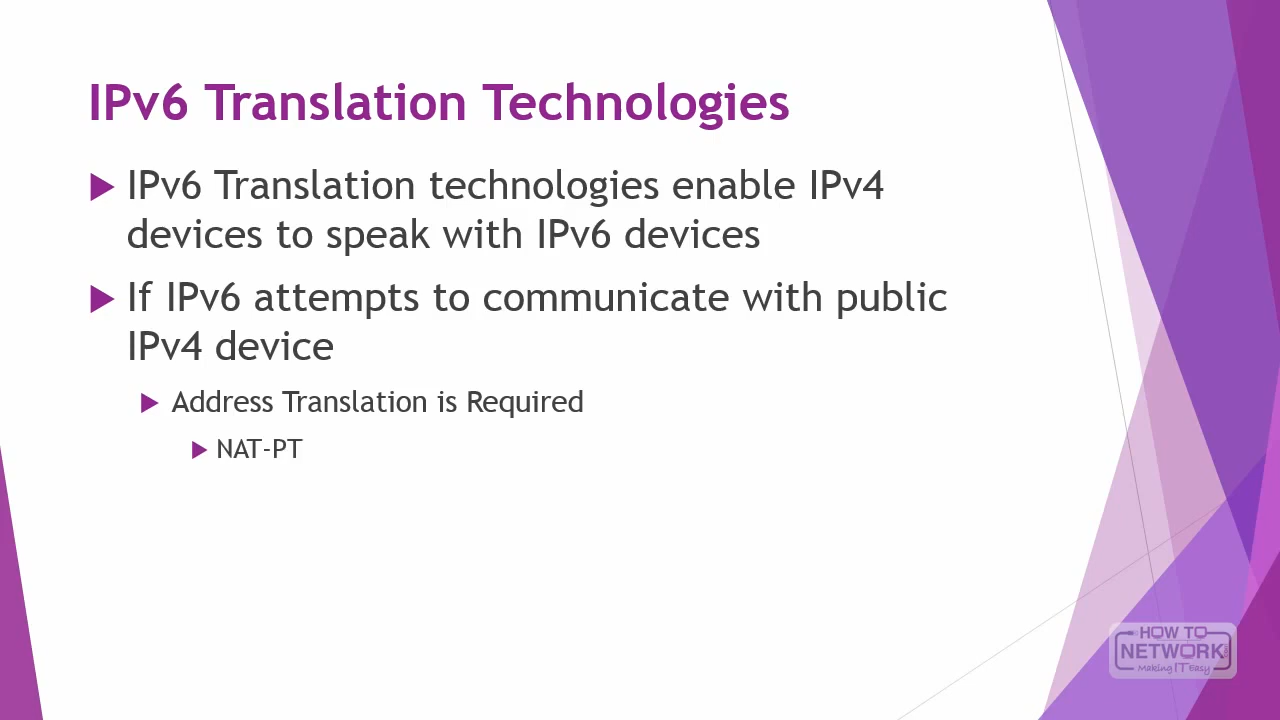 IPv6 Translation Technologies
IPv6 Translation technologies enable IPv4
devices to speak with IPv6 devices
If IPv6 attempts to communicate with public
IPv4 device
Address Translation is Required
NAT-PT
HOW TO
NETWORK
Making IT Easy